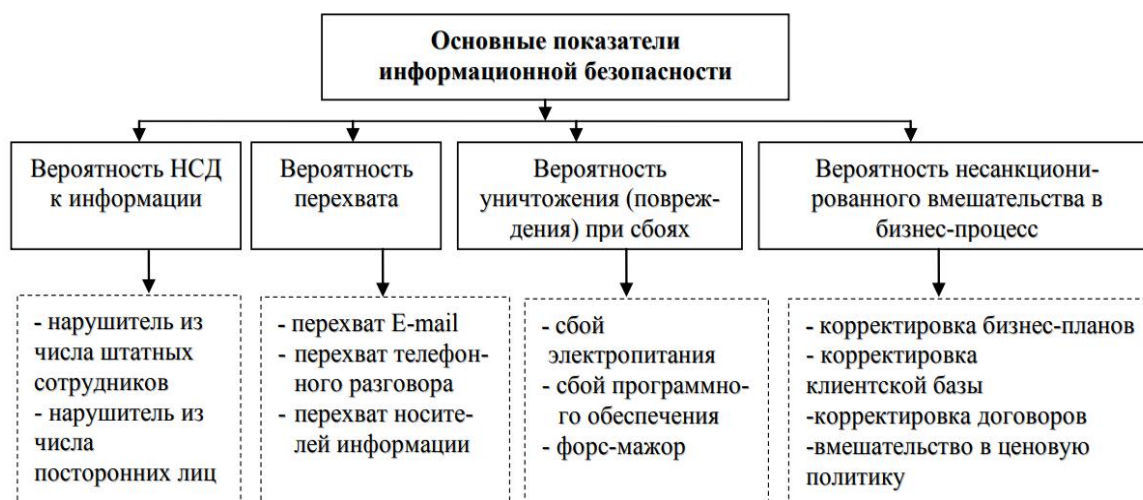 Основные показатели
информационной безопасности
Вероятность НСД
к информации
Вероятность
перехвата
Вероятность
уничтожения (повреж-
дения) при сбоях
Вероятность несанкциони-
рованного вмешательства в
бизнес-процесс
- нарушитель из
числа штатных
сотрудников
- нарушитель из
числа
посторонних лиц
- перехват E-mail
- перехват телефон-
ного разговора
- перехват носите-
лей информации
- сбой
электропитания
- сбой программно-
го обеспечения
- форс-мажор
- корректировка бизнес-планов
- корректировка
клиентской базы
-корректировка договоров
-вмешательство в ценовую
политику